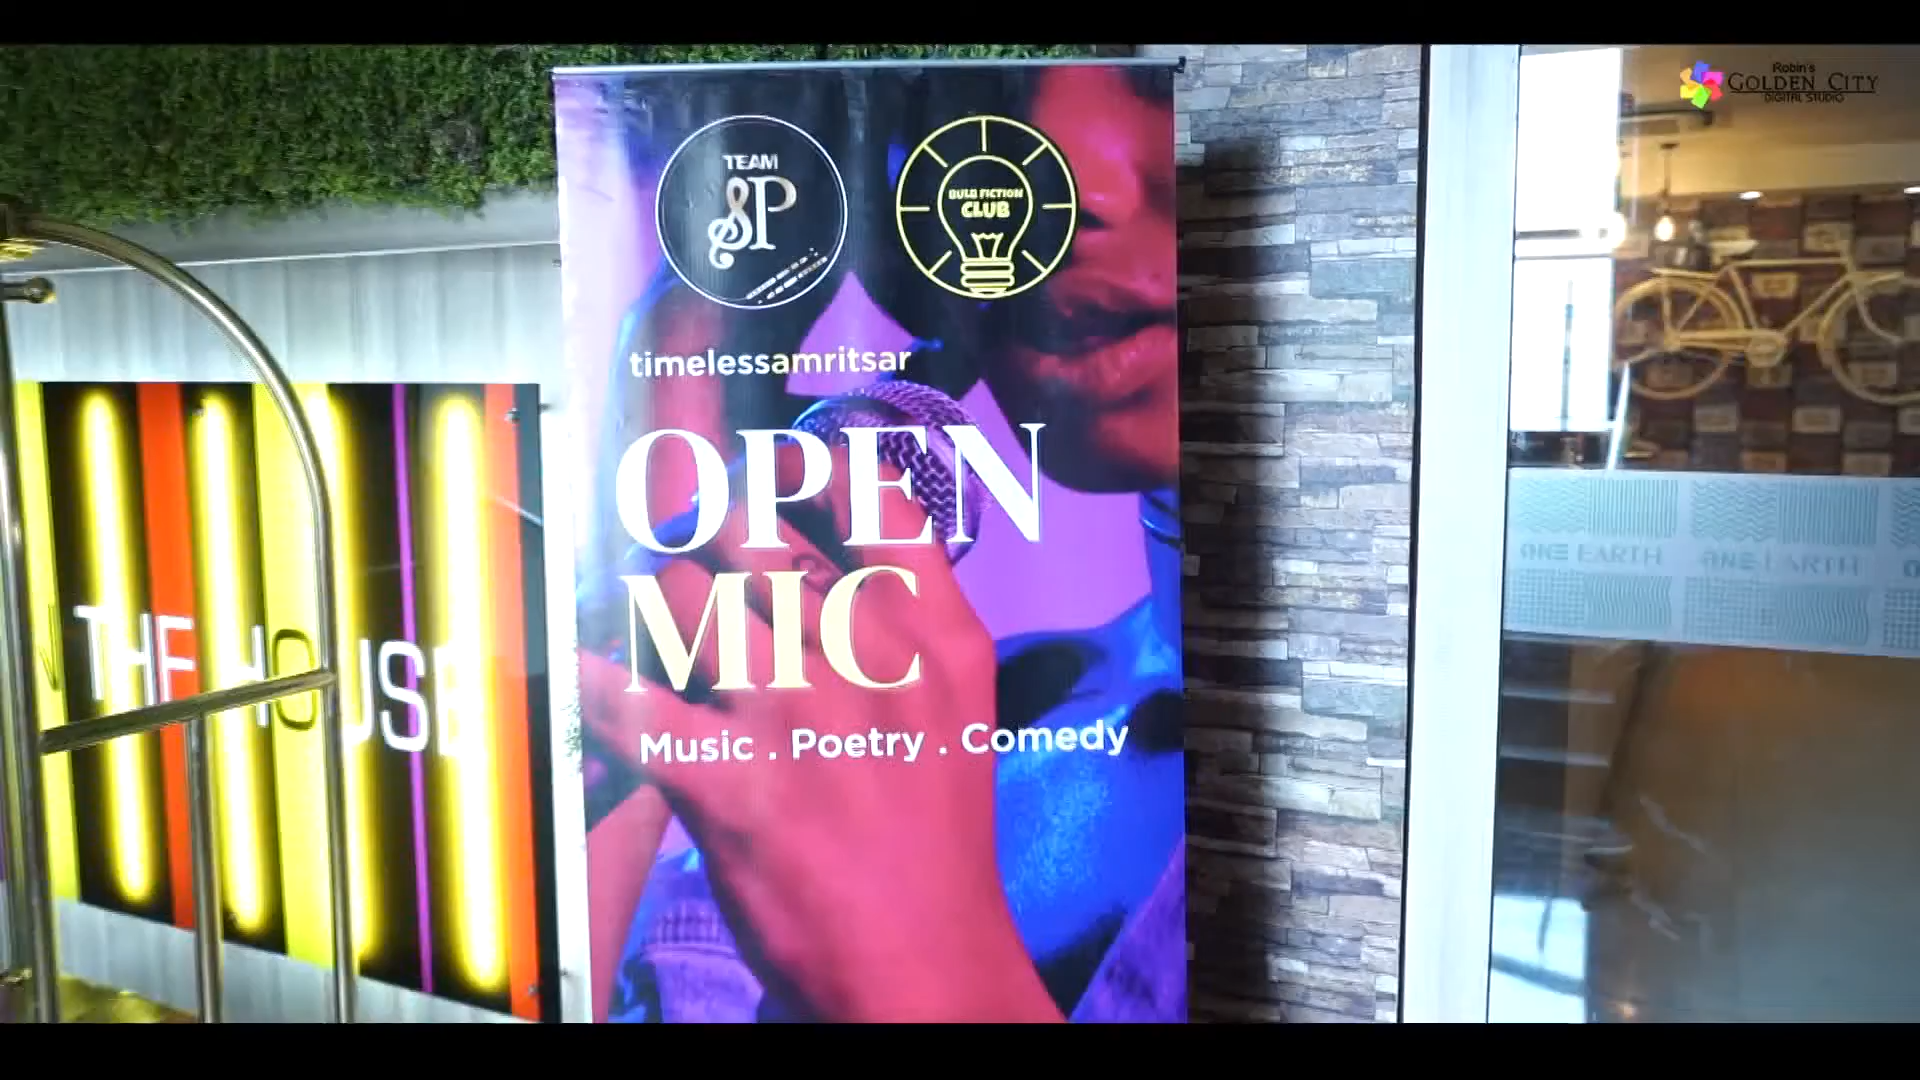 Robin's
GOLDEN CITY
DIGITAL STUDIO
TEAM
SP
BULB FICTION
CLUB
timelessamritsar
OPEN
MIC
Music . Poetry . Comedy
THE HOUSE
ONE EARTH
ONE EARTH